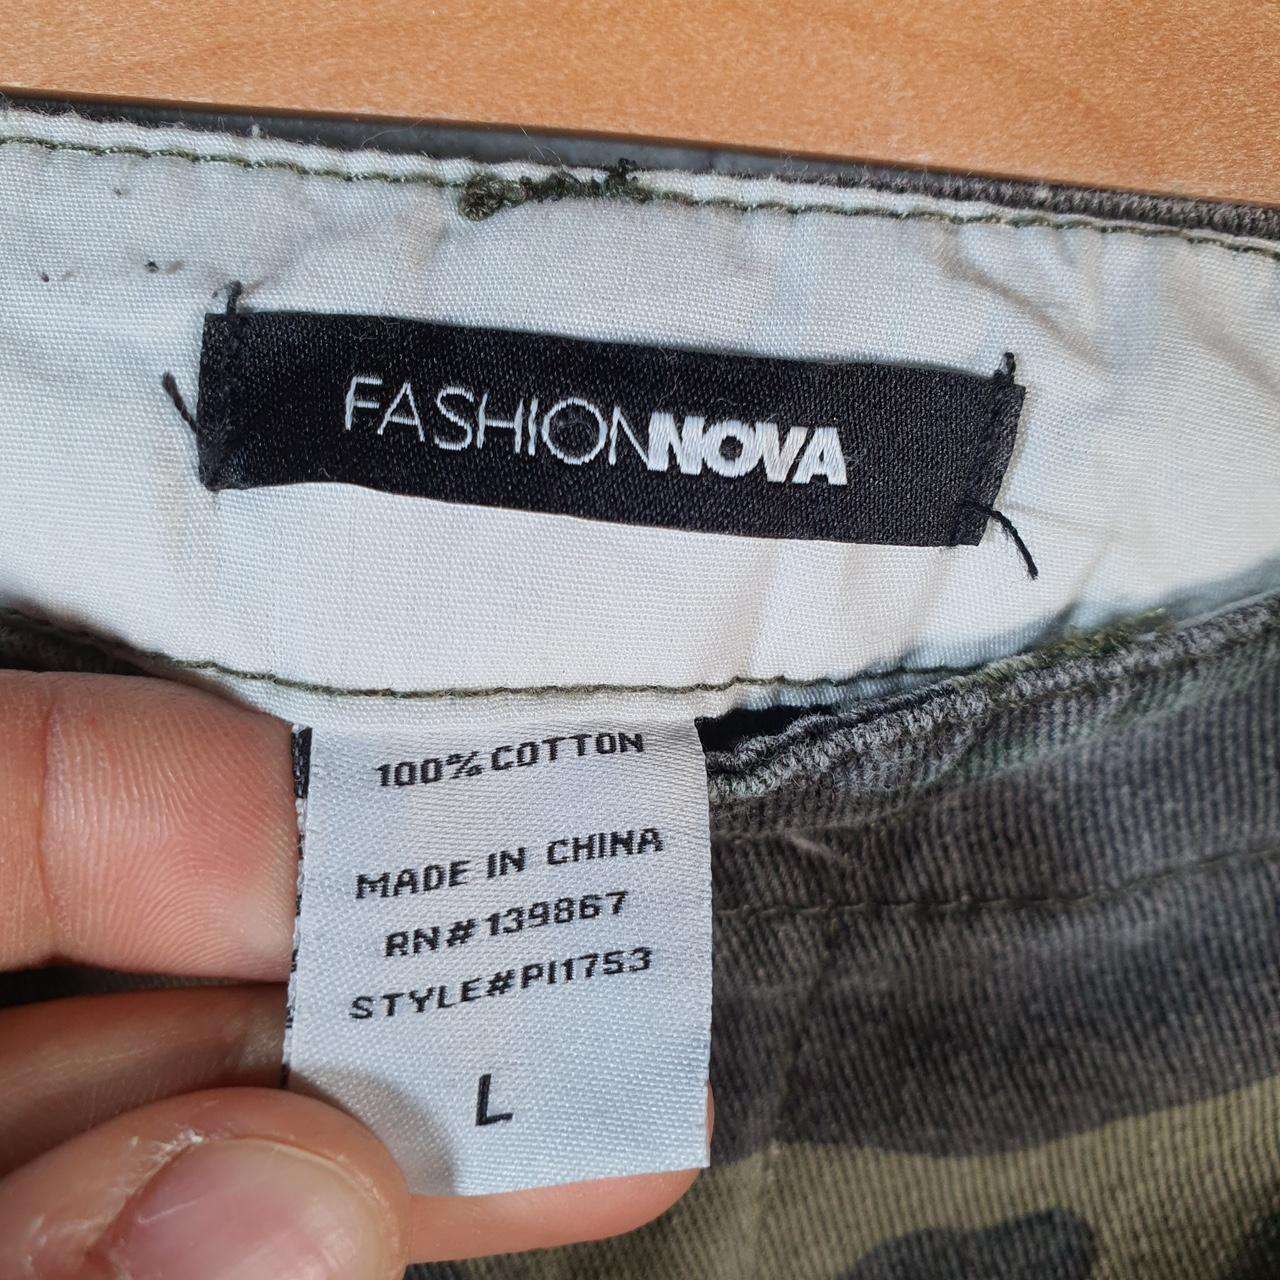 FASHIONNOVA
100% COTTON
MADE IN CHINA
RN#139867
STYLE#PI1753
L